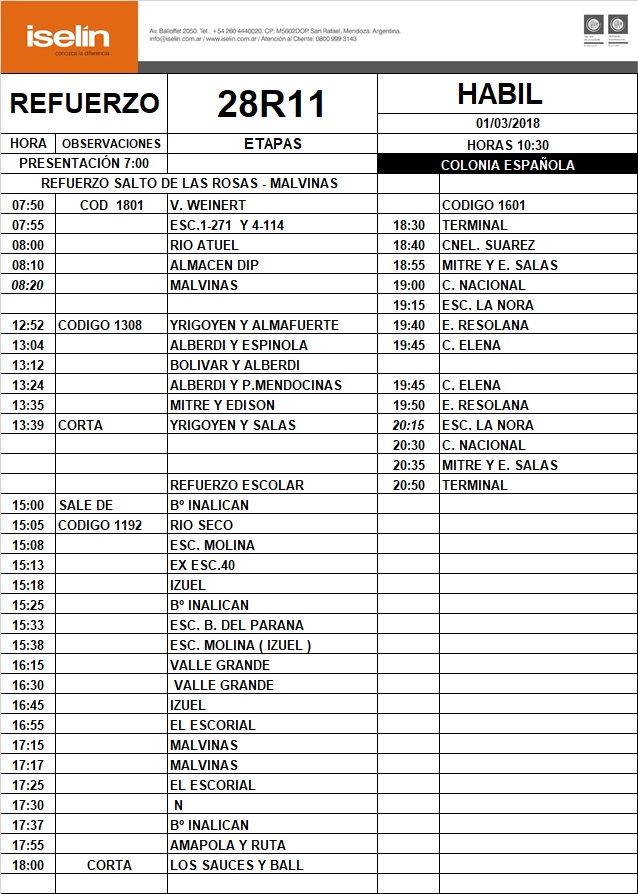 iselín
conozca la diferencia
Av. Balloffet 2050. Tel.: +54 260 4440020. CP: M5602DOP, San Rafael. Mendoza. Argentina.
info@iselin.com.ar / www.iselin.com.ar / Atención al Cliente: 0800 999 3143
REFUERZO 28R11 HABIL
01/03/2018
HORA OBSERVACIONES ETAPAS HORAS 10:30
PRESENTACIÓN 7:00 COLONIA ESPAÑOLA
REFUERZO SALTO DE LAS ROSAS - MALVINAS
07:50 COD 1801 V. WEINERT CODIGO 1601
07:55 ESC.1-271 Y 4-114 18:30 TERMINAL
08:00 RIO ATUEL 18:40 CNEL. SUAREZ
08:10 ALMACEN DIP 18:55 MITRE Y E. SALAS
08:20 MALVINAS 19:00 C. NACIONAL
19:15 ESC. LA NORA
12:52 CODIGO 1308 YRIGOYEN Y ALMAFUERTE 19:40 E. RESOLANA
13:04 ALBERDI Y ESPINOLA 19:45 C. ELENA
13:12 BOLIVAR Y ALBERDI
13:24 ALBERDI Y P.MENDOCINAS 19:45 C. ELENA
13:35 MITRE Y EDISON 19:50 E. RESOLANA
13:39 CORTA YRIGOYEN Y SALAS 20:15 ESC. LA NORA
20:30 C. NACIONAL
20:35 MITRE Y E. SALAS
REFUERZO ESCOLAR 20:50 TERMINAL
15:00 SALE DE Bº INALICAN
15:05 CODIGO 1192 RIO SECO
15:08 ESC. MOLINA
15:13 EX ESC.40
15:18 IZUEL
15:25 Bº INALICAN
15:33 ESC. B. DEL PARANA
15:38 ESC. MOLINA ( IZUEL )
16:15 VALLE GRANDE
16:30 VALLE GRANDE
16:45 IZUEL
16:55 EL ESCORIAL
17:15 MALVINAS
17:17 MALVINAS
17:25 EL ESCORIAL
17:30 N
17:37 Bº INALICAN
17:55 AMAPOLA Y RUTA
18:00 CORTA LOS SAUCES Y BALL